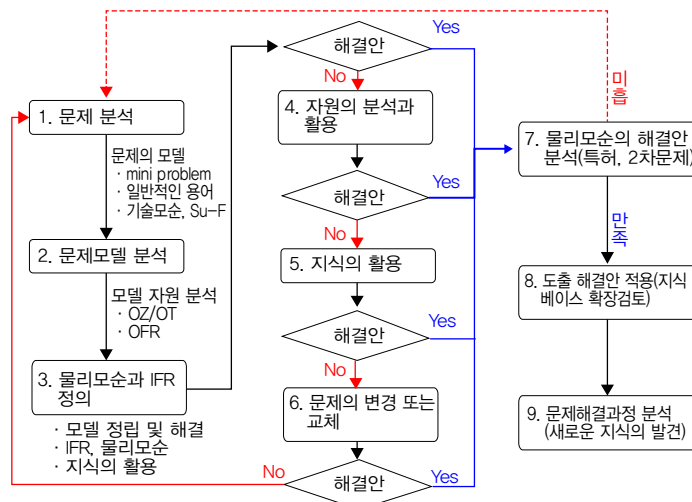 1. 문제 분석
문제의 모델
· mini problem
· 일반적인 용어
· 기술모순, Su-F
2. 문제모델 분석
모델 자원 분석
· OZ/OT
· OFR
3. 물리모순과 IFR
정의
· 모델 정립 및 해결
· IFR, 물리모순
· 지식의 활용
해결안
Yes
No
4. 자원의 분석과
활용
해결안
Yes
No
5. 지식의 활용
해결안
Yes
No
6. 문제의 변경 또는
교체
해결안
Yes
No
미흡
7. 물리모순의 해결안
분석(특허, 2차문제)
만족
8. 도출 해결안 적용(지식
베이스 확장검토)
9. 문제해결과정 분석
(새로운 지식의 발견)